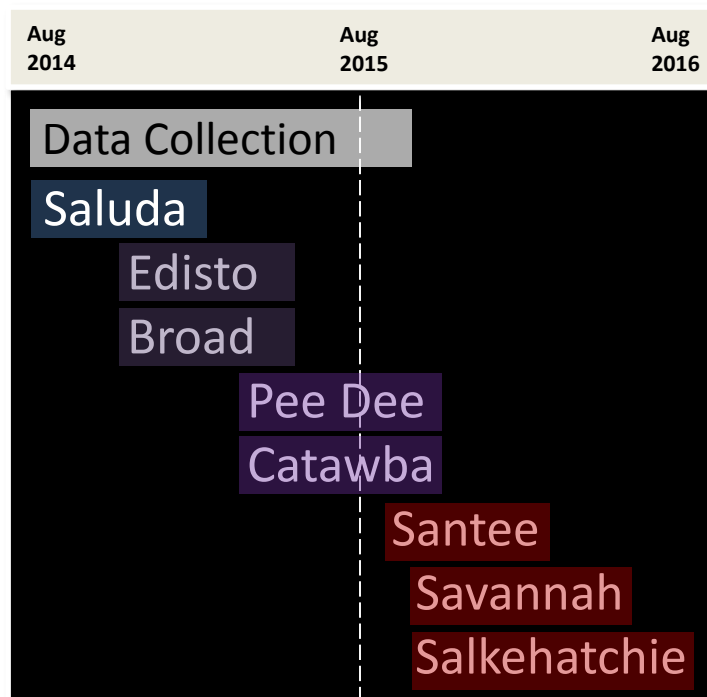 Aug Aug Aug
2014 2015 2016
Data Collection
Saluda
Edisto
Broad
Pee Dee
Catawba
Santee
Savannah
Salkehatchie